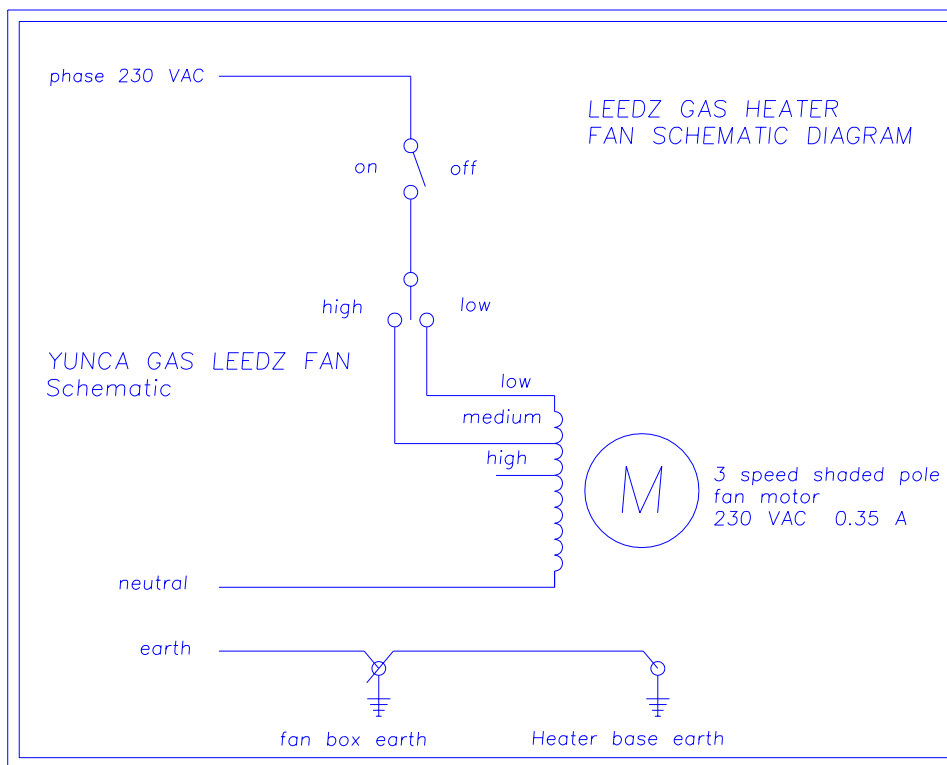 phase 230 VAC
LEEDZ GAS HEATER
FAN SCHEMATIC DIAGRAM
on
off
high
low
YUNCA GAS LEEDZ FAN
Schematic
low
medium
high
M
3 speed shaded pole
fan motor
230 VAC 0.35 A
neutral
earth
fan box earth
Heater base earth